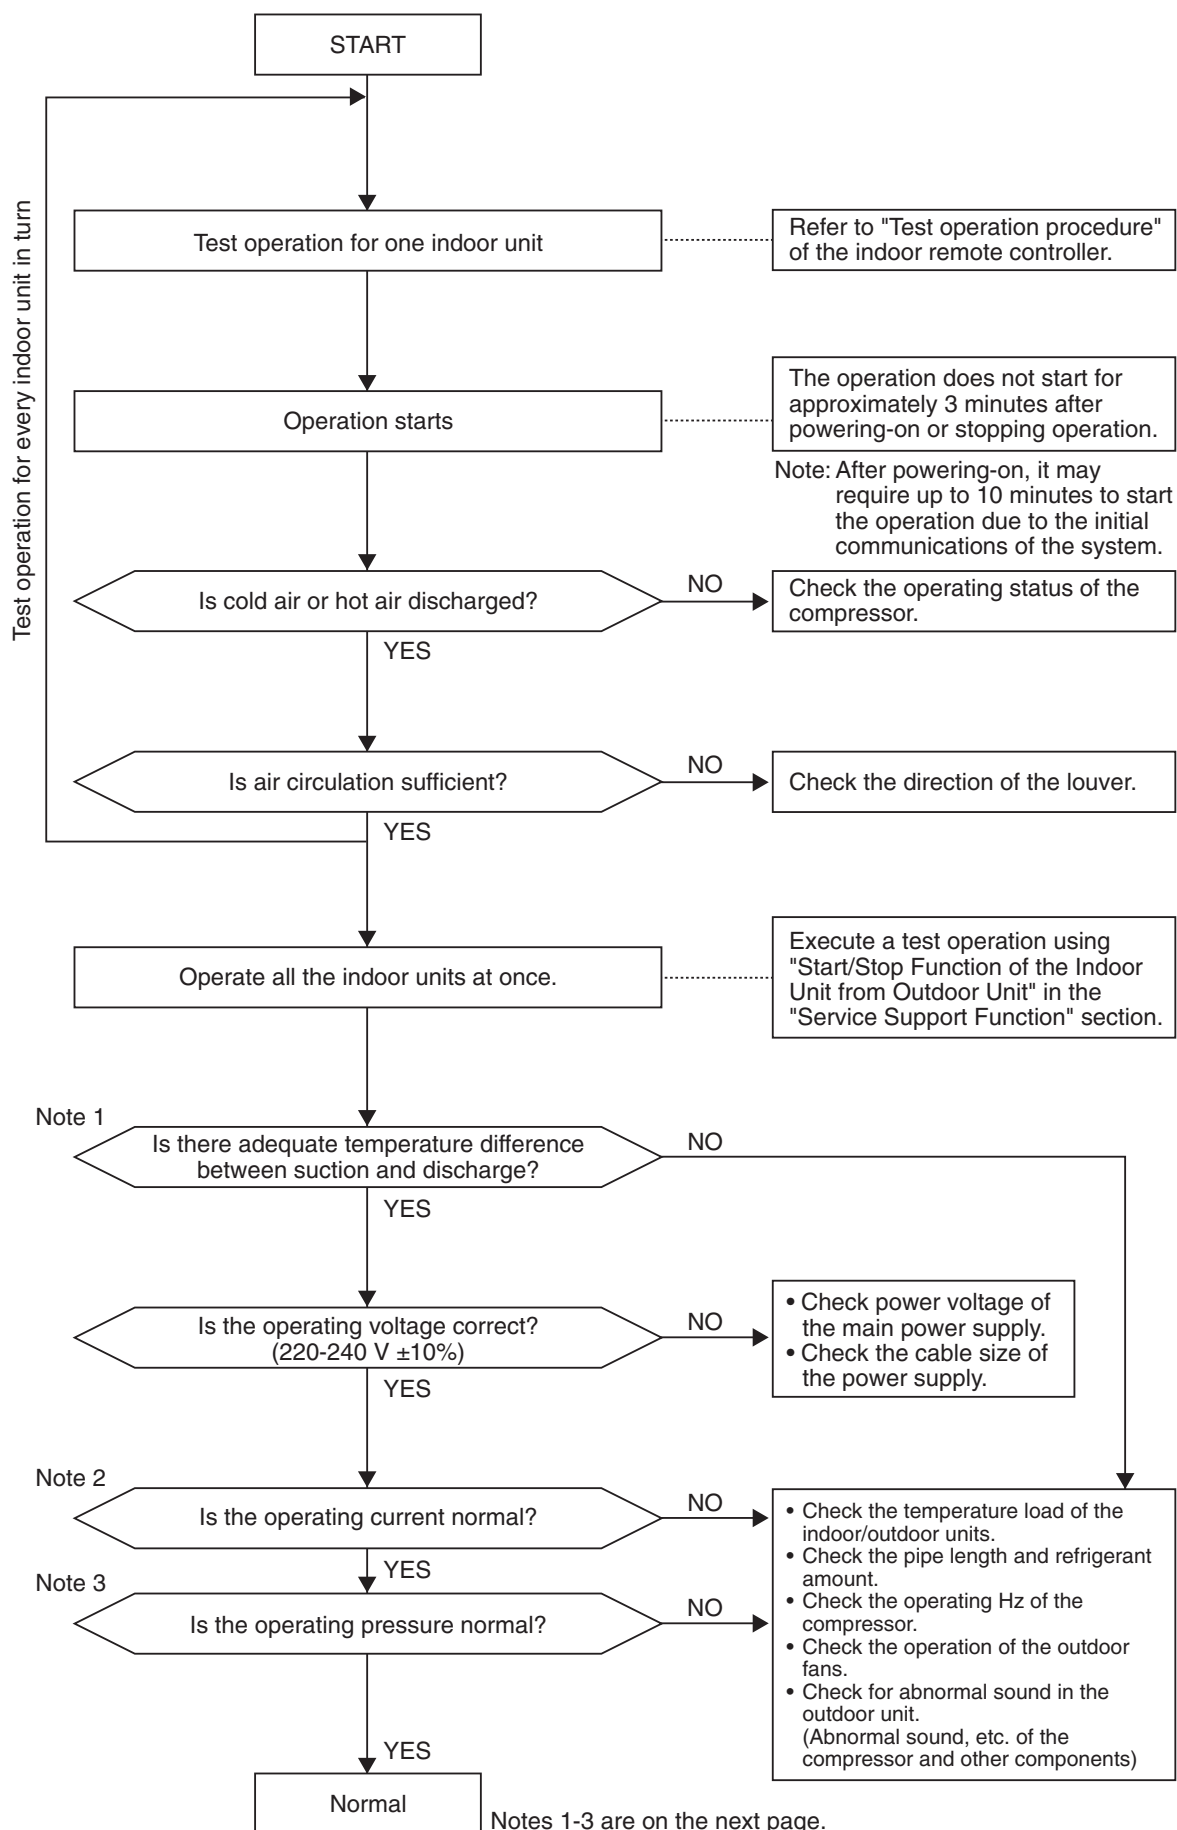 START
Test operation for every indoor unit in turn
Test operation for one indoor unit
Refer to "Test operation procedure"
of the indoor remote controller.
Operation starts
The operation does not start for
approximately 3 minutes after
powering-on or stopping operation.
Note: After powering-on, it may
require up to 10 minutes to start
the operation due to the initial
communications of the system.
Is cold air or hot air discharged?
NO
Check the operating status of the
compressor.
YES
Is air circulation sufficient?
NO
Check the direction of the louver.
YES
Operate all the indoor units at once.
Execute a test operation using
"Start/Stop Function of the Indoor
Unit from Outdoor Unit" in the
"Service Support Function" section.
Note 1
Is there adequate temperature difference
between suction and discharge?
NO
YES
Is the operating voltage correct?
(220-240 V ±10%)
NO
• Check power voltage of
the main power supply.
• Check the cable size of
the power supply.
YES
Note 2
Is the operating current normal?
NO
YES
Note 3
Is the operating pressure normal?
NO
• Check the temperature load of the
indoor/outdoor units.
• Check the pipe length and refrigerant
amount.
• Check the operating Hz of the
compressor.
• Check the operation of the outdoor
fans.
• Check for abnormal sound in the
outdoor unit.
(Abnormal sound, etc. of the
compressor and other components)
YES
Normal
Notes 1-3 are on the next page.